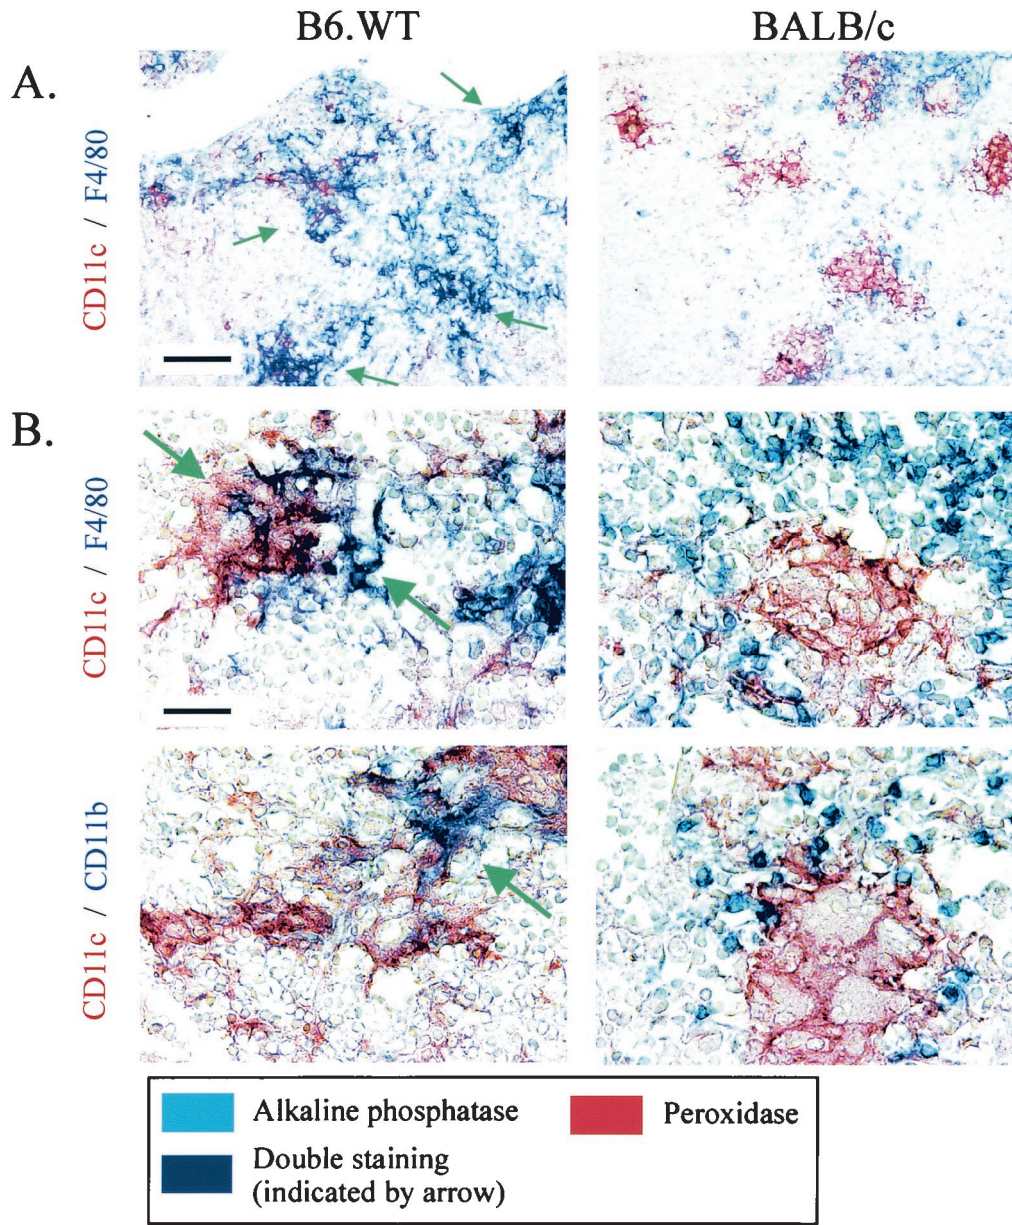 B6.WT
BALB/c
A.
CD11c / F4/80
B.
CD11c / F4/80
CD11c / CD11b
Alkaline phosphatase
Peroxidase
Double staining
(indicated by arrow)